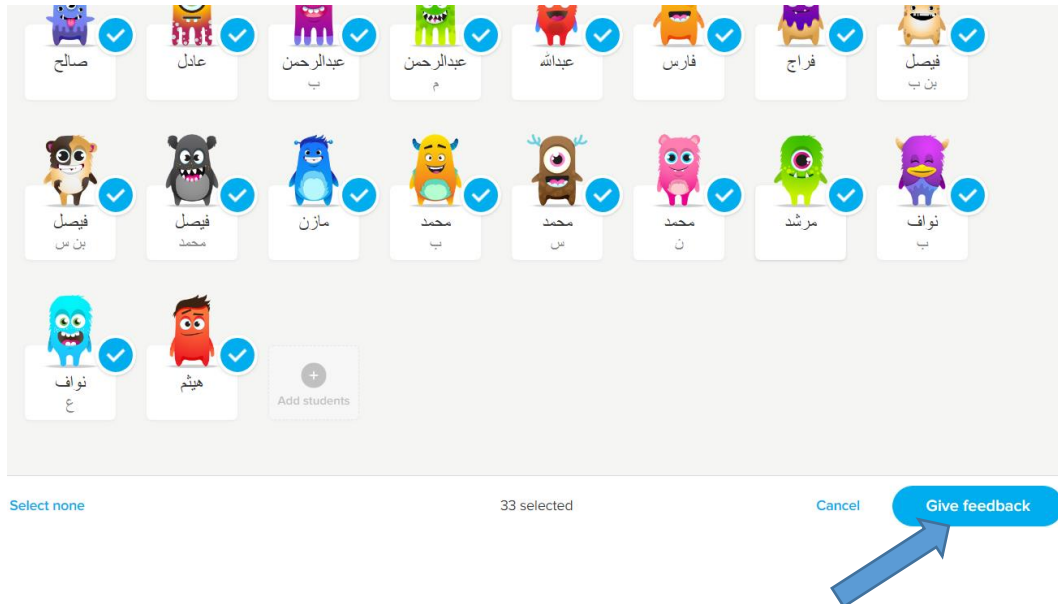 صالح
عادل
عبدالرحمن
ب
عبدالرحمن
م
عبدالله
فارس
فراج
فيصل
بن ب
فيصل
بن س
فيصل
محمد
مازن
محمد
ب
محمد
س
محمد
ن
مرشد
نواف
ب
نواف
ع
هيثم
Add students
Select none
33 selected
Cancel
Give feedback